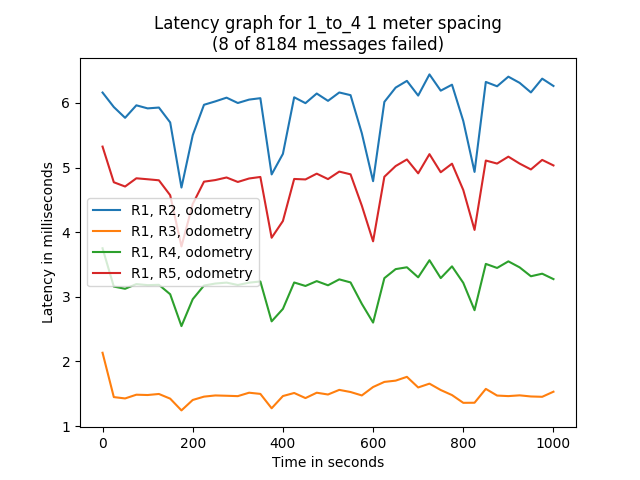 Latency graph for 1_to_4 1 meter spacing
(8 of 8184 messages failed)
Latency in milliseconds
6
5
4
3
2
1
R1, R2, odometry
R1, R3, odometry
R1, R4, odometry
R1, R5, odometry
0
200
400
600
800
1000
Time in seconds